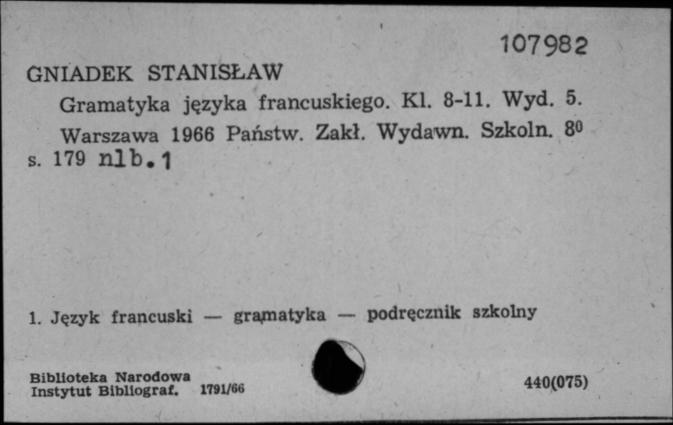 107982
GNIADEK STANISŁAW
Gramatyka języka francuskiego. Kl. 8-11. Wyd. 5.
Warszawa 1966 Państw. Zakł. Wydawn. Szkoln. 8⁰
s. 179 nlb.1
1. Język francuski — gramatyka — podręcznik szkolny
Biblioteka Narodowa
Instytut Bibliograf. 1791/66
440(075)